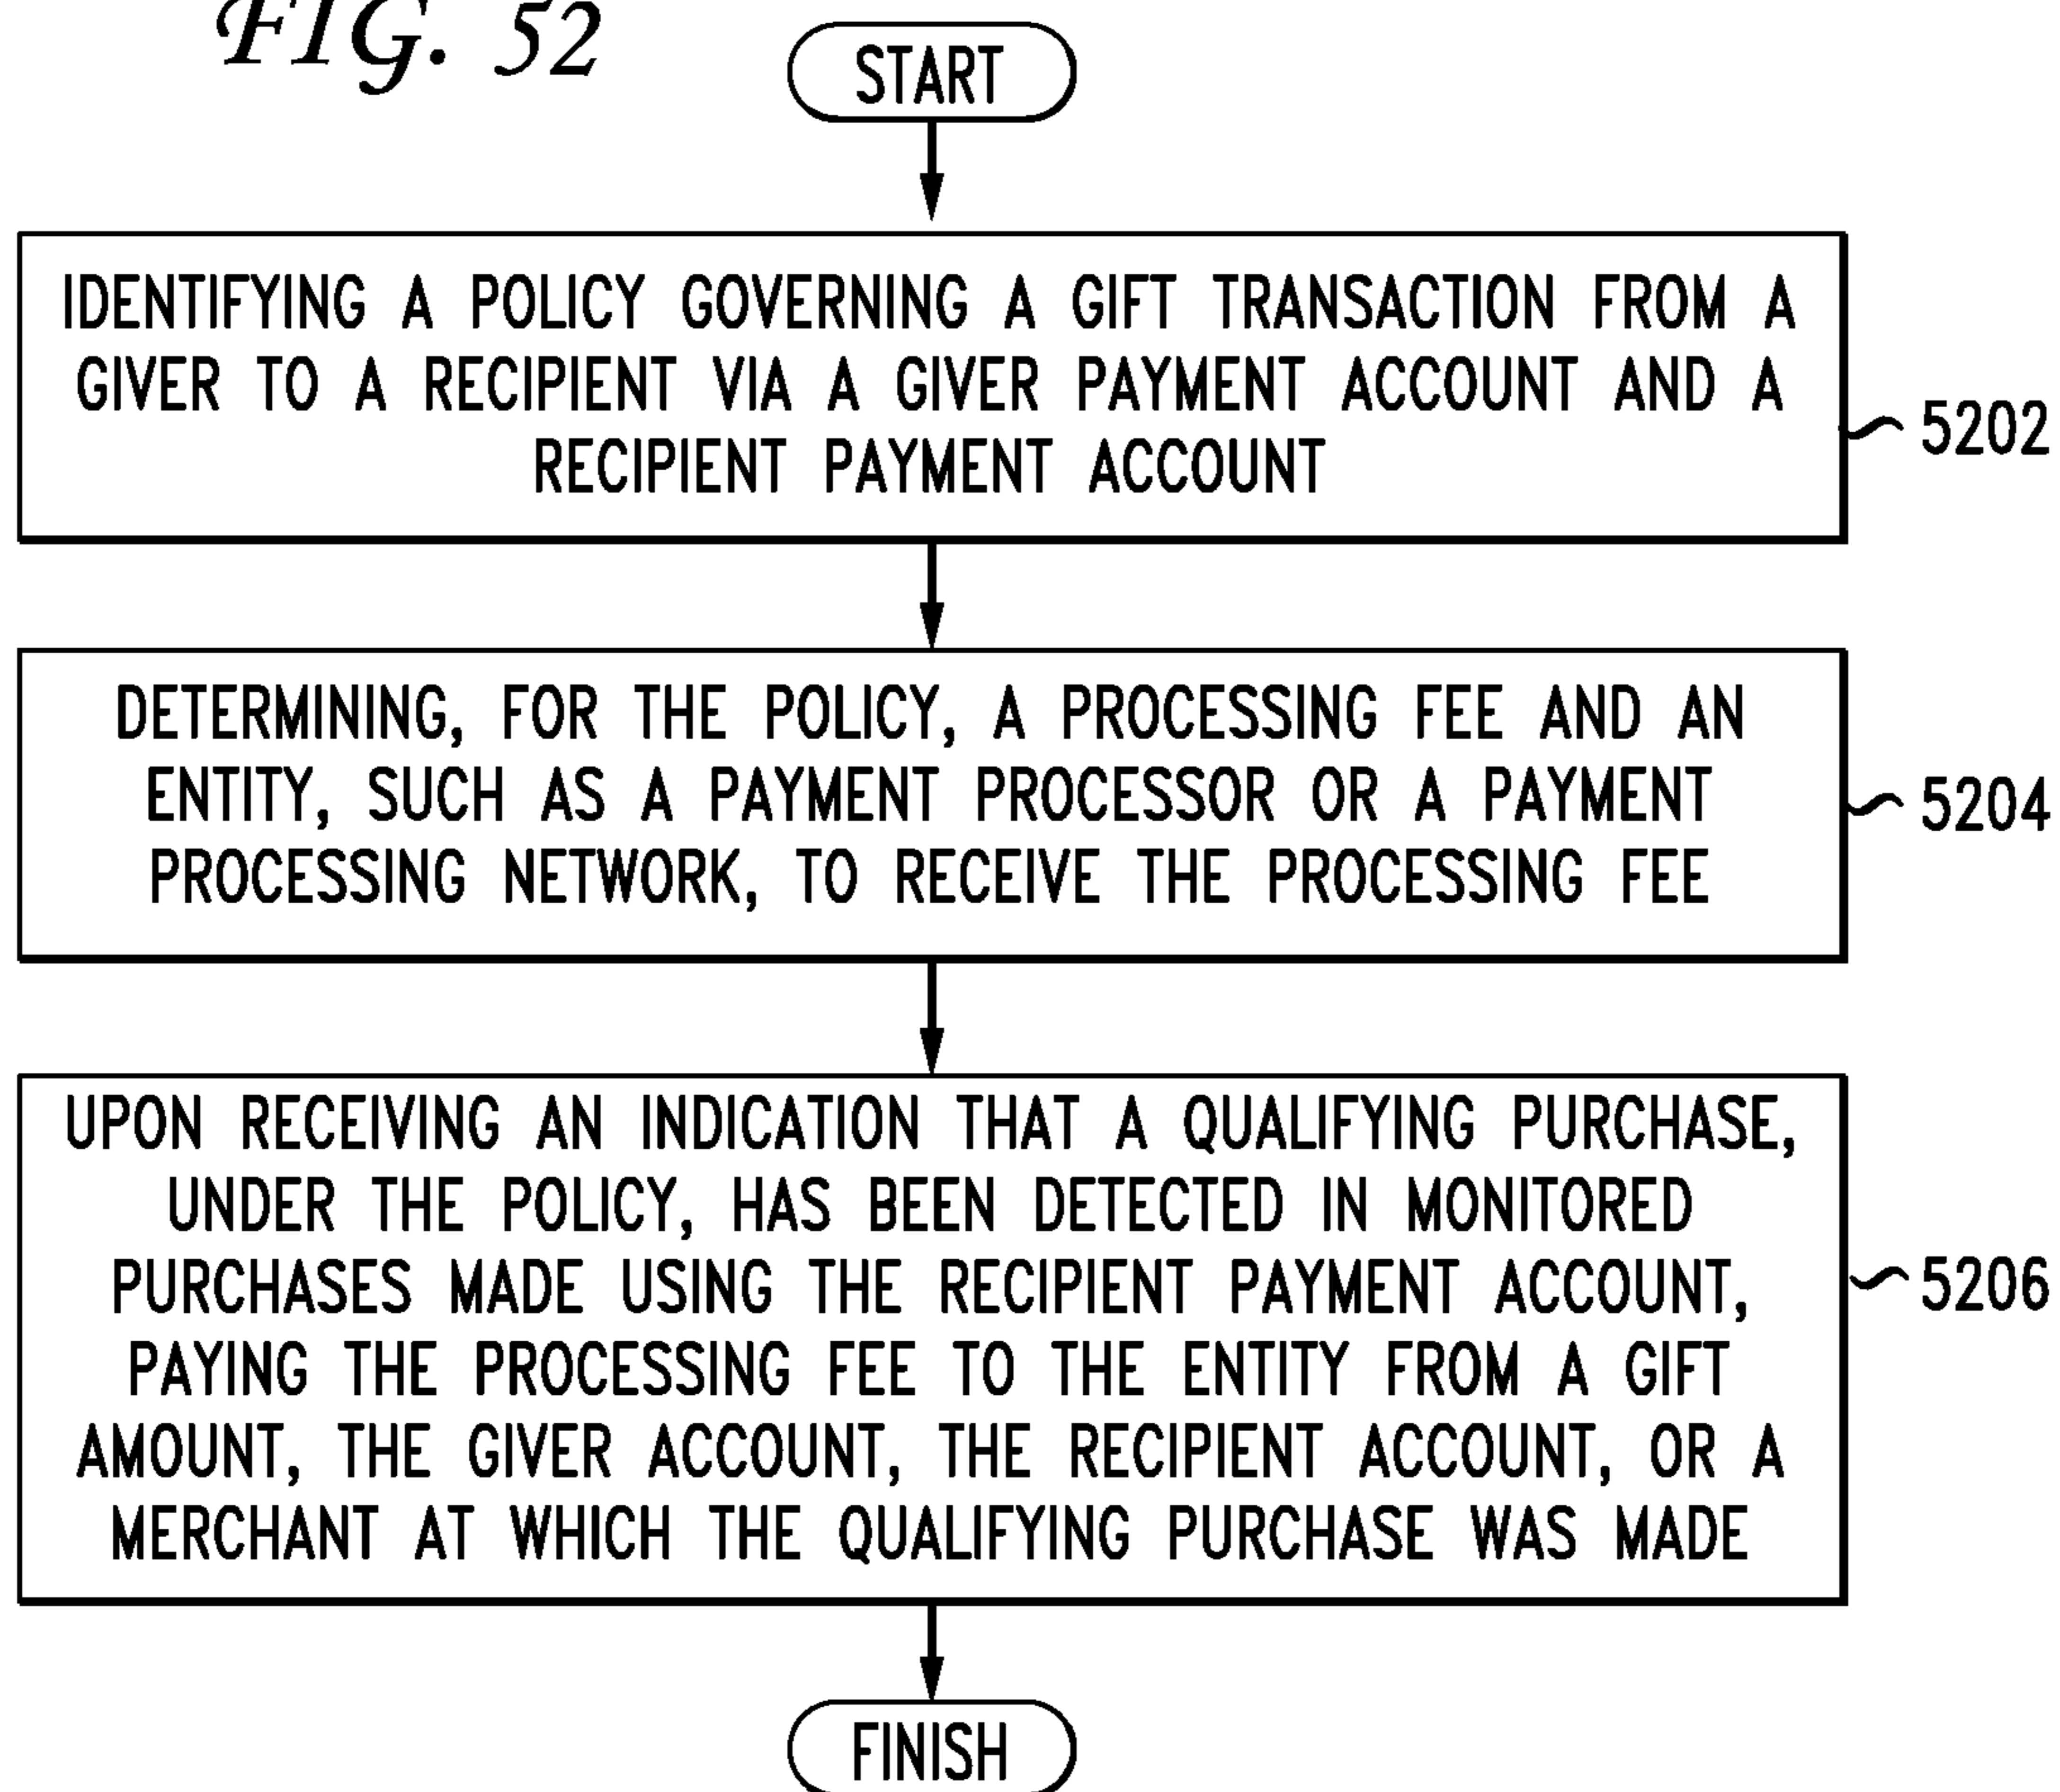 FIG. 52
START
IDENTIFYING A POLICY GOVERNING A GIFT TRANSACTION FROM A
GIVER TO A RECIPIENT VIA A GIVER PAYMENT ACCOUNT AND A
RECIPIENT PAYMENT ACCOUNT
5202
DETERMINING, FOR THE POLICY, A PROCESSING FEE AND AN
ENTITY, SUCH AS A PAYMENT PROCESSOR OR A PAYMENT
PROCESSING NETWORK, TO RECEIVE THE PROCESSING FEE
5204
UPON RECEIVING AN INDICATION THAT A QUALIFYING PURCHASE,
UNDER THE POLICY, HAS BEEN DETECTED IN MONITORED
PURCHASES MADE USING THE RECIPIENT PAYMENT ACCOUNT,
PAYING THE PROCESSING FEE TO THE ENTITY FROM A GIFT
AMOUNT, THE GIVER ACCOUNT, THE RECIPIENT ACCOUNT, OR A
MERCHANT AT WHICH THE QUALIFYING PURCHASE WAS MADE
5206
FINISH